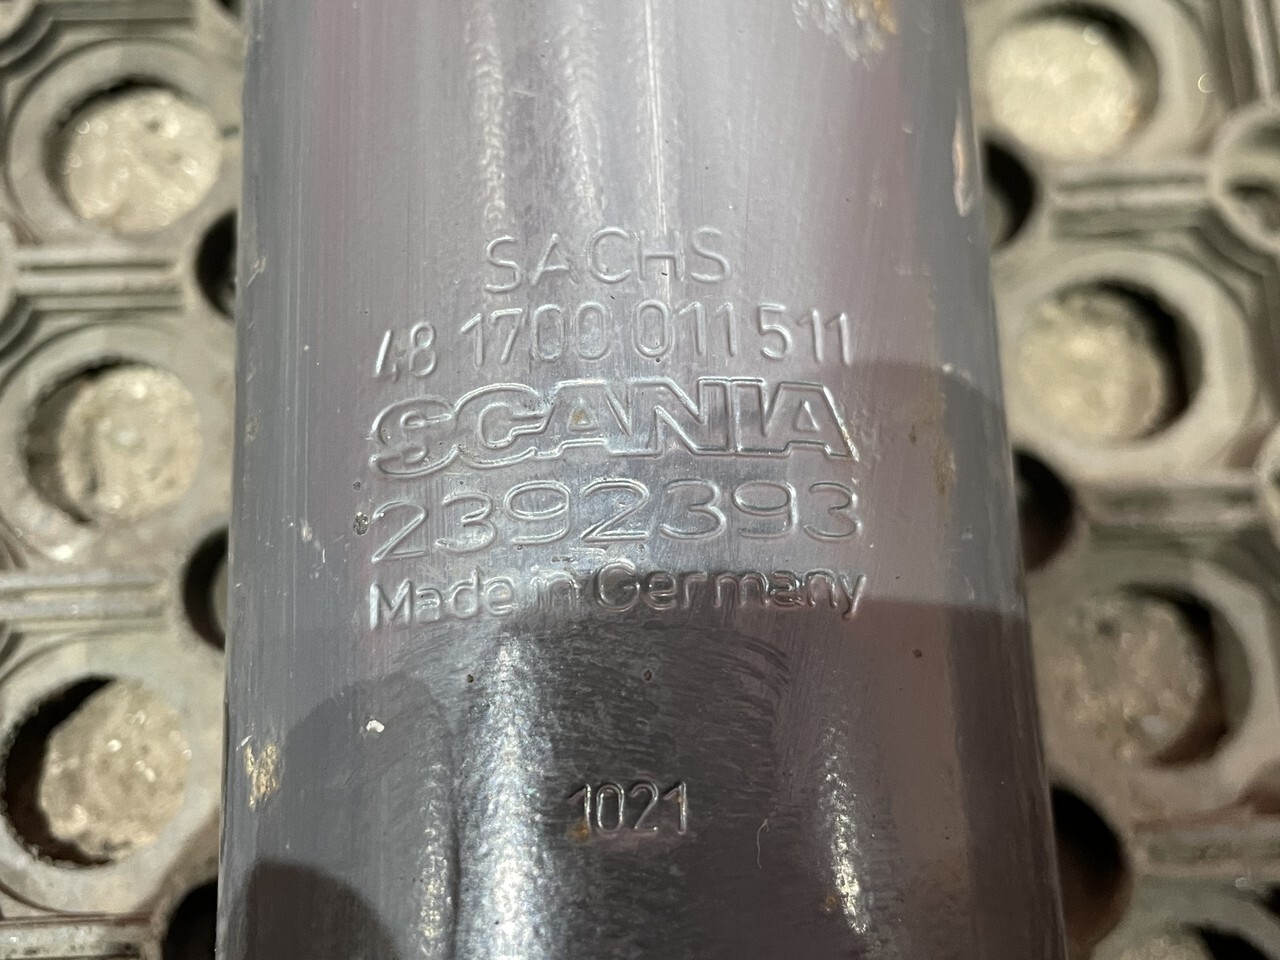 SACHS
48 1700 011 511
SCANIA
2392393
Made in Germany
1021